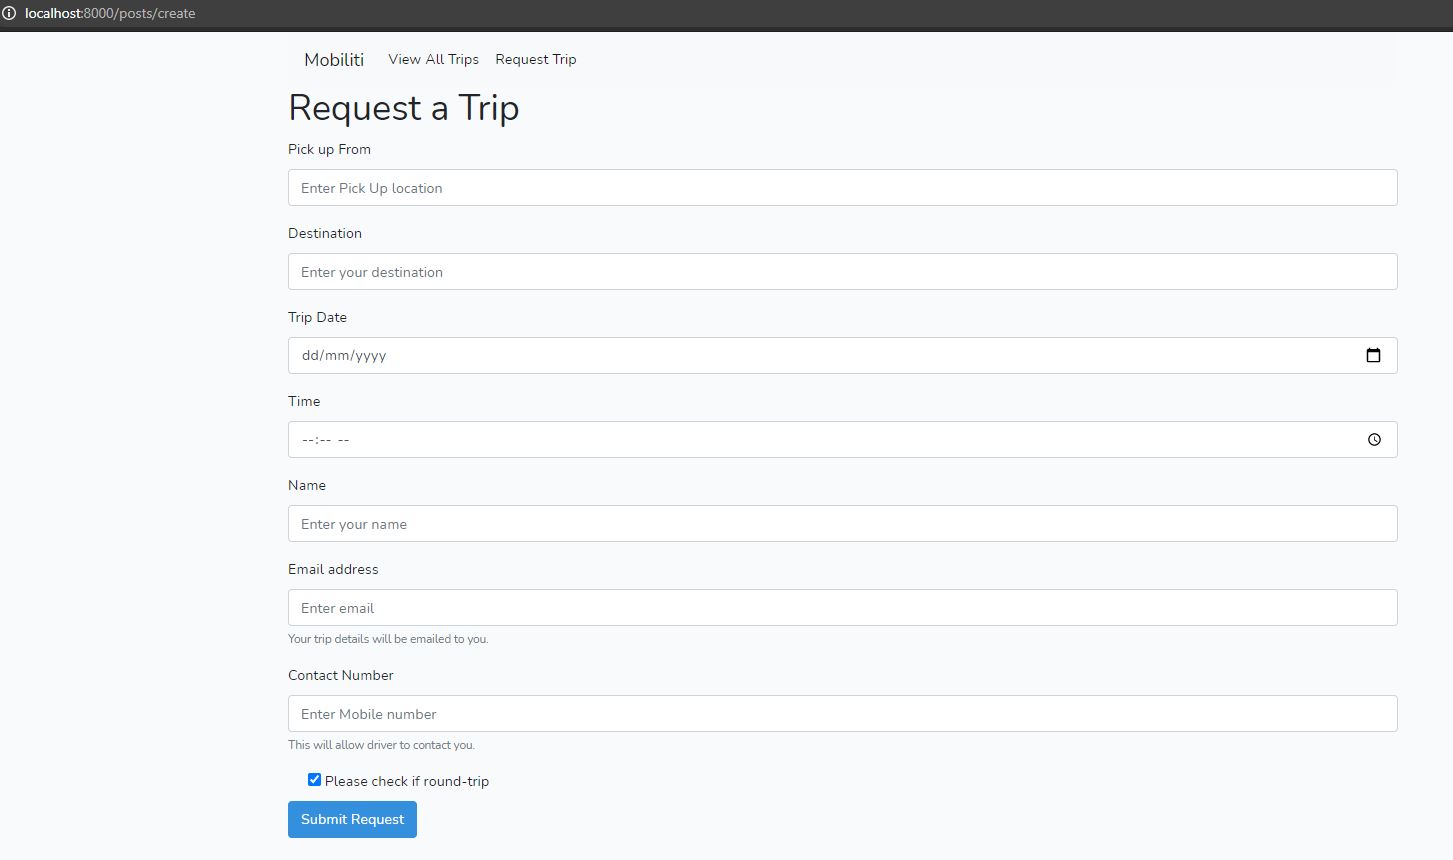 localhost:8000/posts/create
Mobiliti View All Trips Request Trip
Request a Trip
Pick up From
Enter Pick Up location
Destination
Enter your destination
Trip Date
dd/mm/yyyy
Time
--:-- --
Name
Enter your name
Email address
Enter email
Your trip details will be emailed to you.
Contact Number
Enter Mobile number
This will allow driver to contact you.
Please check if round-trip
Submit Request